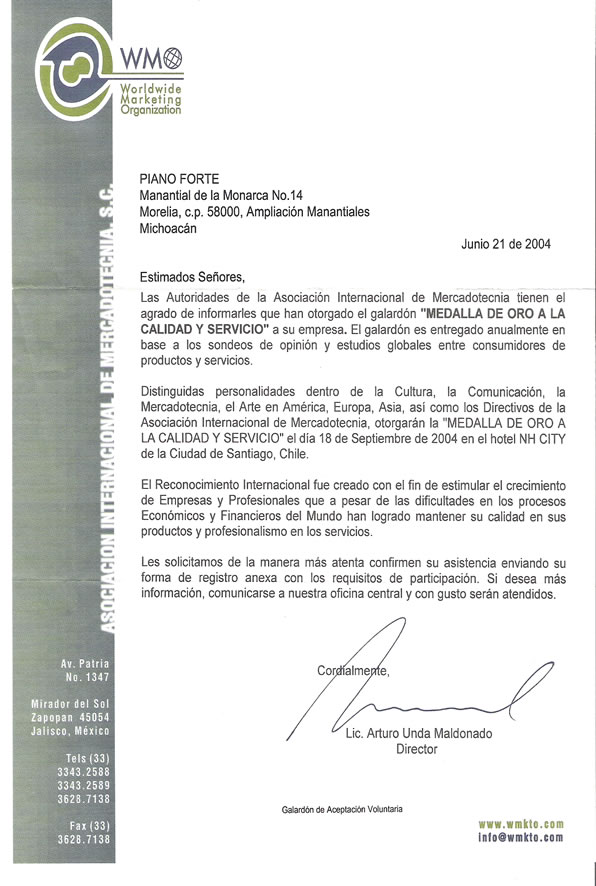 WMO
Worldwide
Marketing
Organization
ASOCIACION INTERNACIONAL DE MERCADOTECNIA, S.C.
PIANO FORTE
Manantial de la Monarca No.14
Morelia, c.p. 58000, Ampliación Manantiales
Michoacán
Junio 21 de 2004
Estimados Señores,
Las Autoridades de la Asociación Internacional de Mercadotecnia tienen el
agrado de informarles que han otorgado el galardón "MEDALLA DE ORO A LA
CALIDAD Y SERVICIO" a su empresa. El galardón es entregado anualmente en
base a los sondeos de opinión y estudios globales entre consumidores de
productos y servicios.
Distinguidas personalidades dentro de la Cultura, la Comunicación, la
Mercadotecnia, el Arte en América, Europa, Asia, así como los Directivos de la
Asociación Internacional de Mercadotecnia, otorgarán la "MEDALLA DE ORO A
LA CALIDAD Y SERVICIO" el día 18 de Septiembre de 2004 en el hotel NH CITY
de la Ciudad de Santiago, Chile.
El Reconocimiento Internacional fue creado con el fin de estimular el crecimiento
de Empresas y Profesionales que a pesar de las dificultades en los procesos
Económicos y Financieros del Mundo han logrado mantener su calidad en sus
productos y profesionalismo en los servicios.
Les solicitamos de la manera más atenta confirmen su asistencia enviando su
forma de registro anexa con los requisitos de participación. Si desea más
información, comunicarse a nuestra oficina central y con gusto serán atendidos.
Cordialmente,
Lic. Arturo Unda Maldonado
Director
Av. Patria
No. 1347
Mirador del Sol
Zapopan 45054
Jalisco, México
Tels (33)
3343.2588
3343.2589
3628.7138
Fax (33)
3628.7138
Galardón de Aceptación Voluntaria
www.wmkto.com
info@wmkto.com